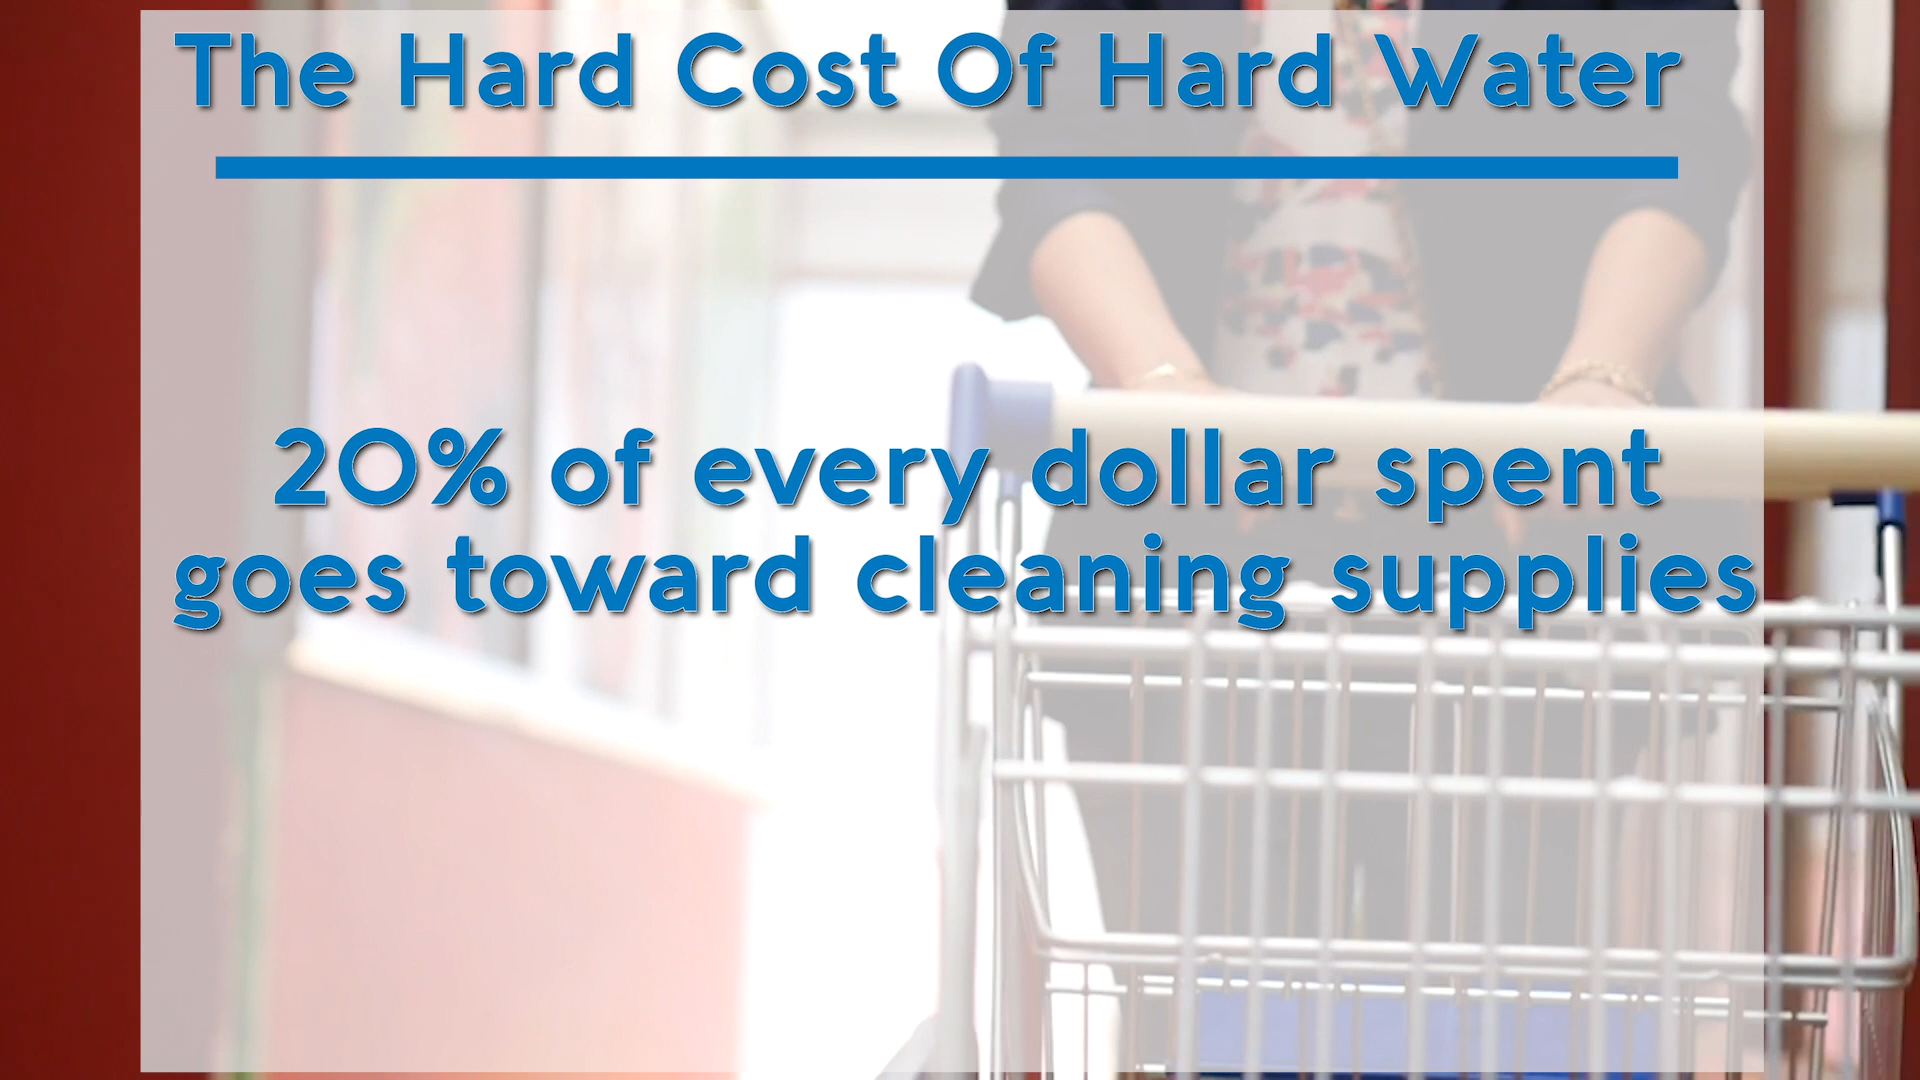 The Hard Cost Of Hard Water
20% of every dollar spent
goes toward cleaning supplies